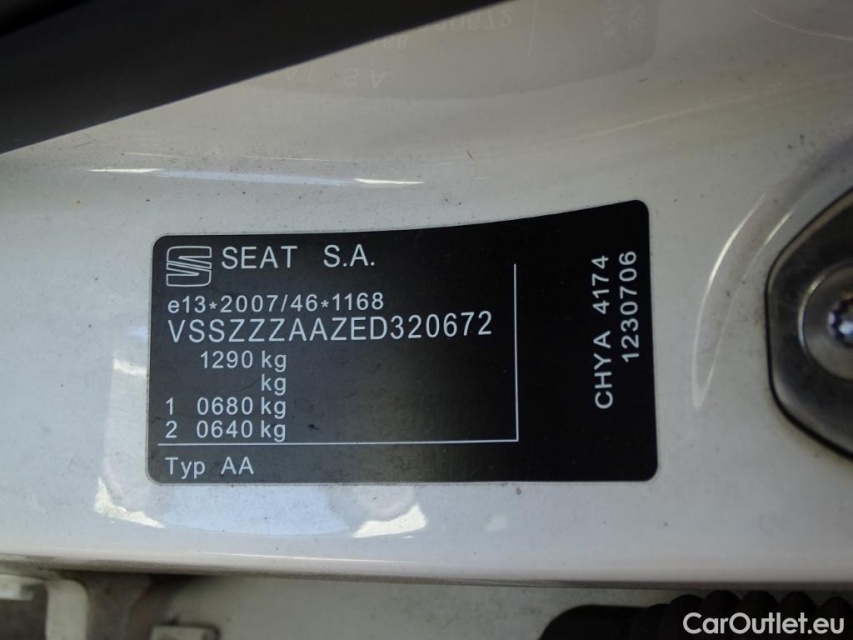 SEAT S.A.
e13*2007/46*1168
VSSZZZAAZED320672
1290 kg
kg
1 0680 kg
2 0640 kg
Typ AA
CHYA 4174
1230706
CarOutlet.eu